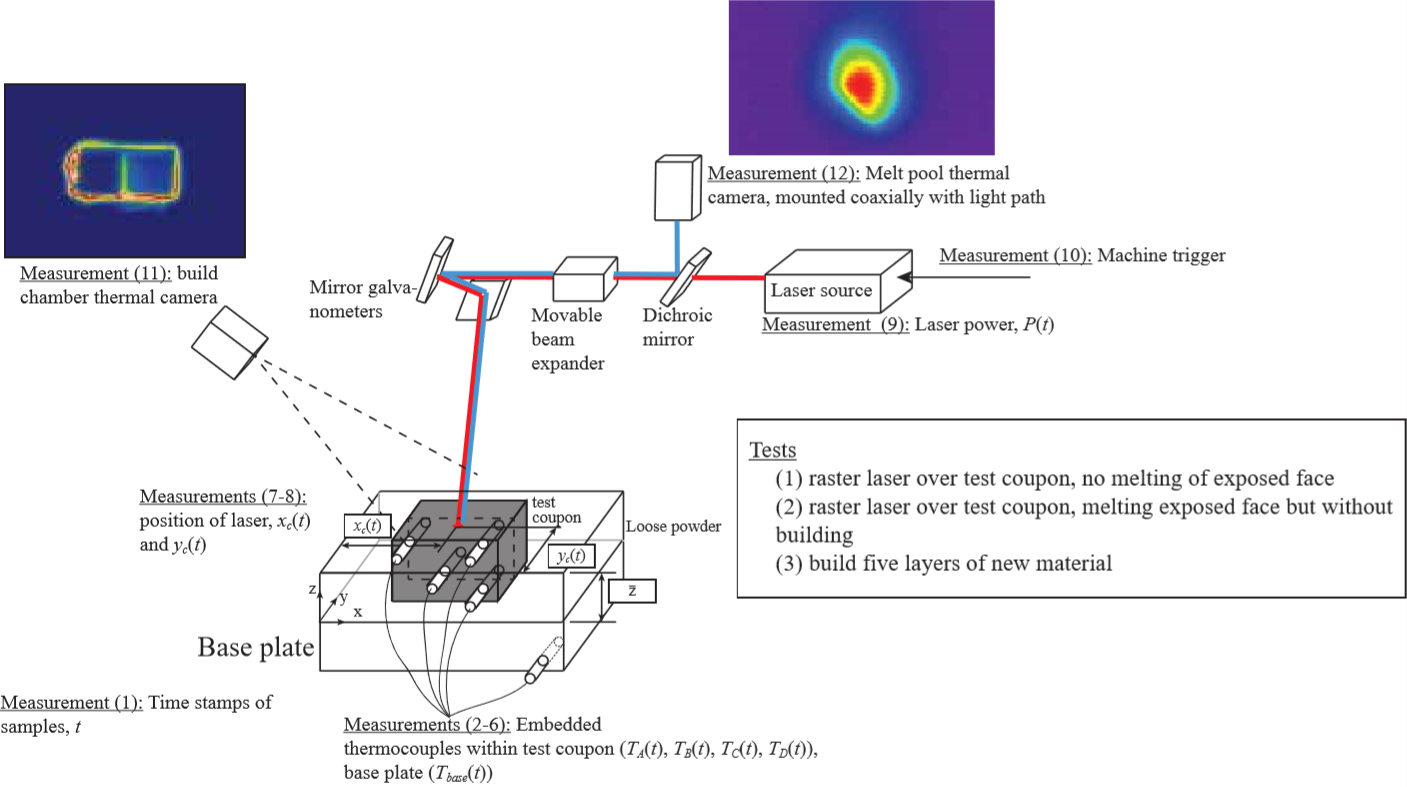 Measurement (12): Melt pool thermal
camera, mounted coaxially with light path
Measurement (10): Machine trigger
Measurement (11): build
chamber thermal camera
Mirror galva-
nometers
Movable
beam
expander
Dichroic
mirror
Laser source
Measurement (9): Laser power, P(t)
Tests
(1) raster laser over test coupon, no melting of exposed face
(2) raster laser over test coupon, melting exposed face but without
building
(3) build five layers of new material
Measurements (7-8):
position of laser, xc(t)
and yc(t)
xc(t)
test
coupon
Loose powder
yc(t)
z̄
z
y
x
Base plate
Measurement (1): Time stamps of
samples, t
Measurements (2-6): Embedded
thermocouples within test coupon (TA(t), TB(t), TC(t), TD(t)),
base plate (Tbase(t))